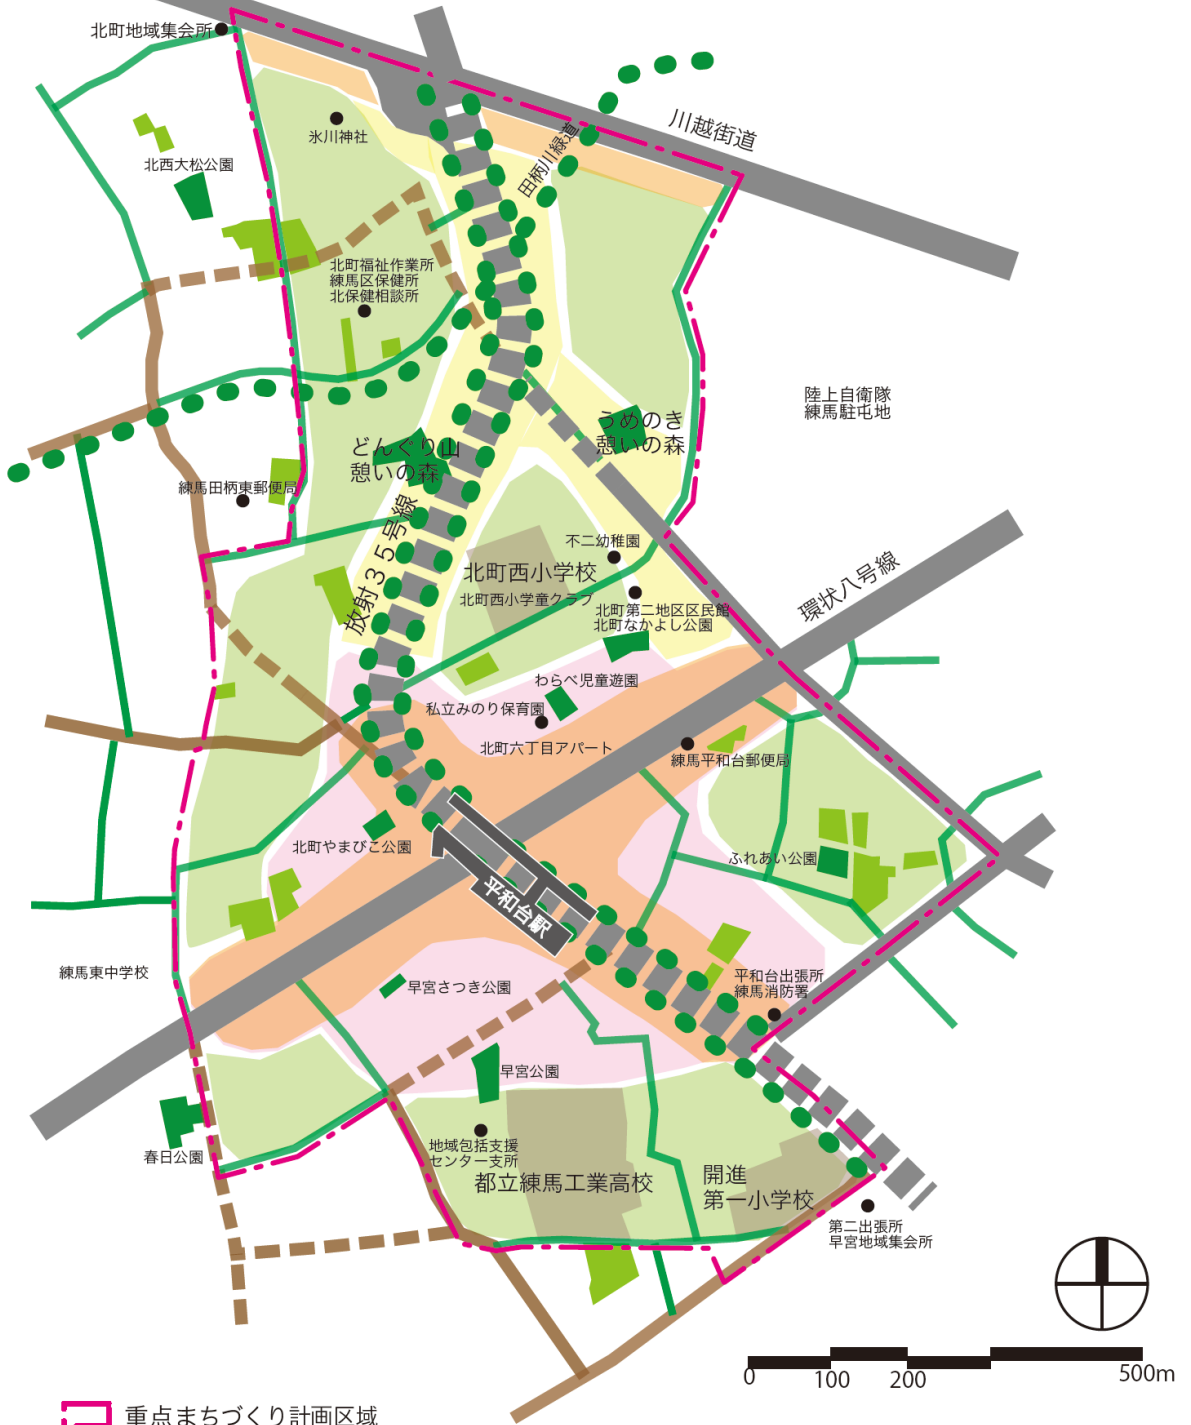 北町地域集会所
川越街道
氷川神社
田柄川緑道
北西大松公園
北町福祉作業所
練馬区保健所
北保健相談所
陸上自衛隊
練馬駐屯地
うめのき
憩いの森
どんぐり山
憩いの森
練馬田柄東郵便局
放射35号線
不二幼稚園
北町西小学校
北町西小学童クラブ
環状八号線
北町第二地区区民館
北町なかよし公園
わらべ児童遊園
私立みのり保育園
北町六丁目アパート
練馬平和台郵便局
北町やまびこ公園
ふれあい公園
平和台駅
練馬東中学校
早宮さつき公園
平和台出張所
練馬消防署
早宮公園
春日公園
地域包括支援
センター支所
都立練馬工業高校
開進
第一小学校
第二出張所
早宮地域集会所
0 100 200 500m
重点まちづくり計画区域